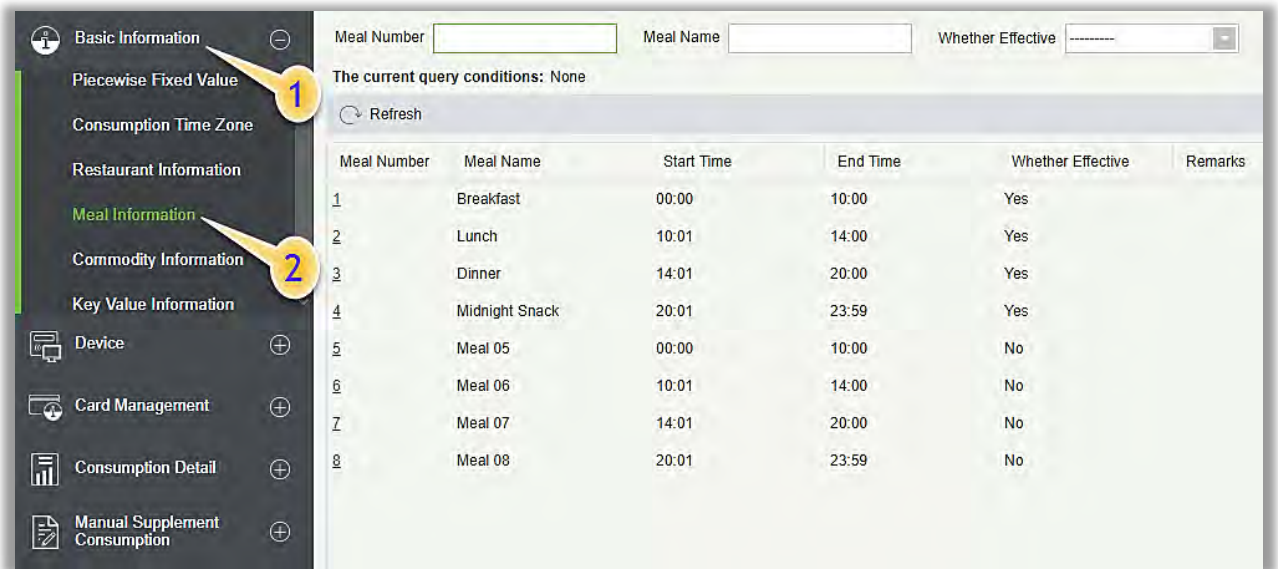 Basic Information
Piecewise Fixed Value
Consumption Time Zone
Restaurant Information
Meal Information
Commodity Information
Key Value Information
Device
Card Management
Consumption Detail
Manual Supplement
Consumption
1
2
Meal Number Meal Name Whether Effective ---------
The current query conditions: None
Refresh
Meal Number Meal Name Start Time End Time Whether Effective Remarks
1 Breakfast 00:00 10:00 Yes
2 Lunch 10:01 14:00 Yes
3 Dinner 14:01 20:00 Yes
4 Midnight Snack 20:01 23:59 Yes
5 Meal 05 00:00 10:00 No
6 Meal 06 10:01 14:00 No
7 Meal 07 14:01 20:00 No
8 Meal 08 20:01 23:59 No